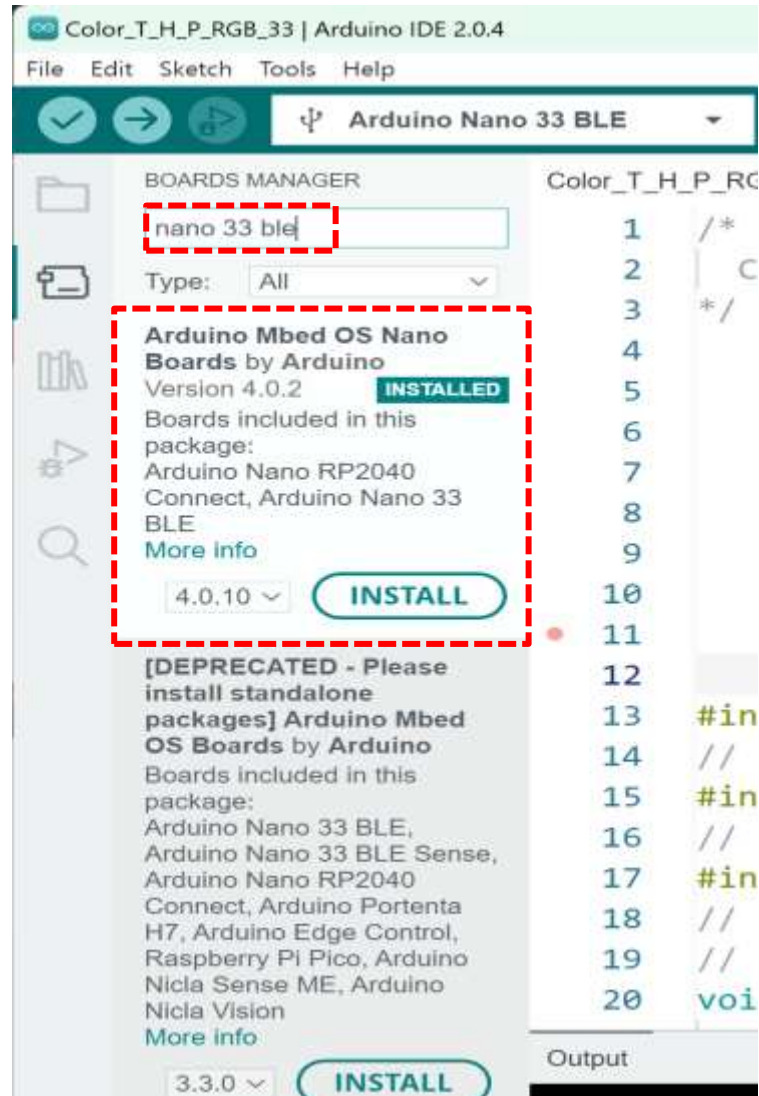 Color_T_H_P_RGB_33 | Arduino IDE 2.0.4
File Edit Sketch Tools Help
Arduino Nano 33 BLE
BOARDS MANAGER
nano 33 ble
Type: All
Arduino Mbed OS Nano
Boards by Arduino
Version 4.0.2 INSTALLED
Boards included in this
package:
Arduino Nano RP2040
Connect, Arduino Nano 33
BLE
More info
4.0.10 INSTALL
[DEPRECATED - Please
install standalone
packages] Arduino Mbed
OS Boards by Arduino
Boards included in this
package:
Arduino Nano 33 BLE,
Arduino Nano 33 BLE Sense,
Arduino Nano RP2040
Connect, Arduino Portenta
H7, Arduino Edge Control,
Raspberry Pi Pico, Arduino
Nicla Sense ME, Arduino
Nicla Vision
More info
3.3.0 INSTALL
Color_T_H_P_RG
1 /*
2 C
3 */
4
5
6
7
8
9
10
11
12
13 #in
14 //
15 #in
16 //
17 #in
18 //
19 //
20 voi
Output